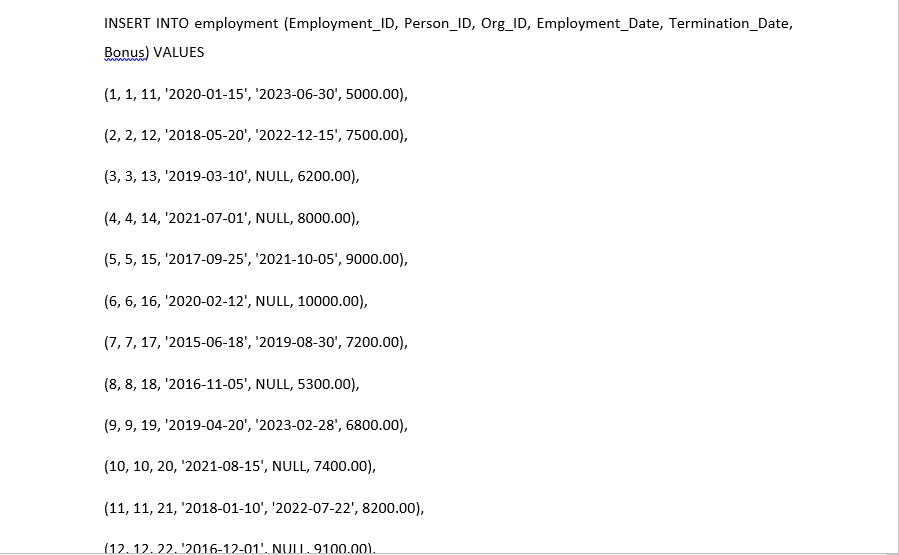 INSERT INTO employment (Employment_ID, Person_ID, Org_ID, Employment_Date, Termination_Date,
Bonus) VALUES
(1, 1, 11, '2020-01-15', '2023-06-30', 5000.00),
(2, 2, 12, '2018-05-20', '2022-12-15', 7500.00),
(3, 3, 13, '2019-03-10', NULL, 6200.00),
(4, 4, 14, '2021-07-01', NULL, 8000.00),
(5, 5, 15, '2017-09-25', '2021-10-05', 9000.00),
(6, 6, 16, '2020-02-12', NULL, 10000.00),
(7, 7, 17, '2015-06-18', '2019-08-30', 7200.00),
(8, 8, 18, '2016-11-05', NULL, 5300.00),
(9, 9, 19, '2019-04-20', '2023-02-28', 6800.00),
(10, 10, 20, '2021-08-15', NULL, 7400.00),
(11, 11, 21, '2018-01-10', '2022-07-22', 8200.00),
(12, 12, 22, '2016-12-01', NULL, 9100.00),